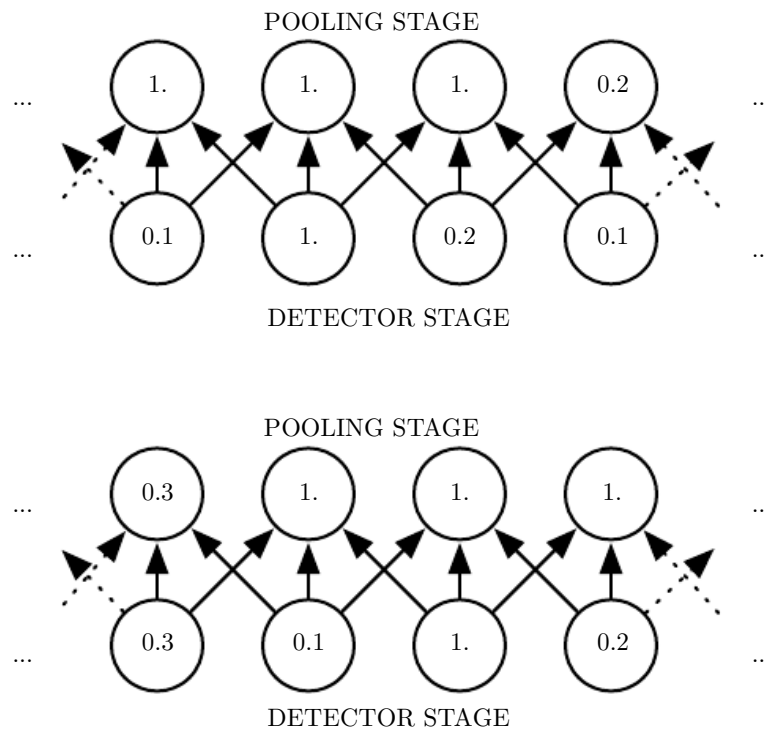 POOLING STAGE
... 1. 1. 1. 0.2 ..
... 0.1 1. 0.2 0.1 ..
DETECTOR STAGE
POOLING STAGE
... 0.3 1. 1. 1. ..
... 0.3 0.1 1. 0.2 ..
DETECTOR STAGE